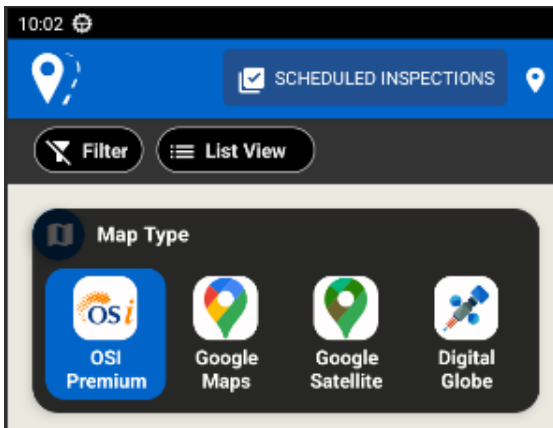 10:02
SCHEDULED INSPECTIONS
Filter
List View
Map Type
OSi
OSI
Premium
Google
Maps
Google
Satellite
Digital
Globe